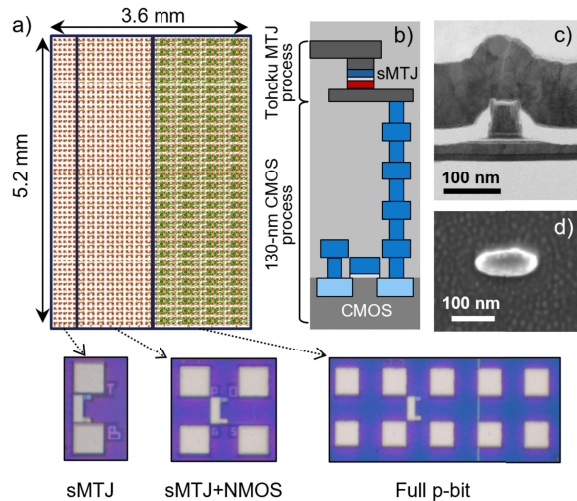 a)
3.6 mm
5.2 mm
b)
Tohcku MTJ
process
130-nm CMOS
process
sMTJ
CMOS
c)
100 nm
d)
100 nm
T
B
D
G S
sMTJ
sMTJ+NMOS
Full p-bit